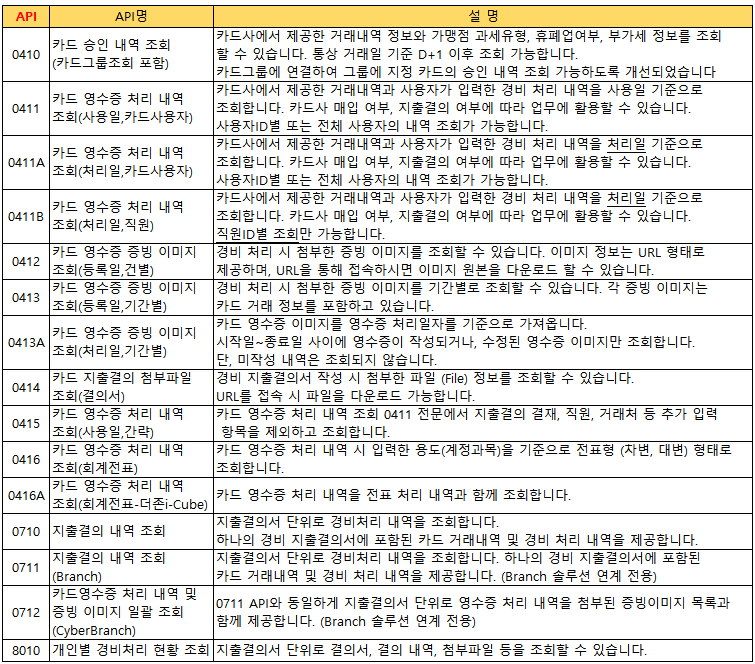 API API명 설 명
0410 카드 승인 내역 조회
(카드그룹조회 포함)
카드사에서 제공한 거래내역 정보와 가맹점 과세유형, 휴폐업여부, 부가세 정보를 조회
할 수 있습니다. 통상 거래일 기준 D+1 이후 조회 가능합니다.
카드그룹에 연결하여 그룹에 지정 카드의 승인 내역 조회 가능하도록 개선되었습니다
0411 카드 영수증 처리 내역
조회(사용일,카드사용자)
카드사에서 제공한 거래내역과 사용자가 입력한 경비 처리 내역을 사용일 기준으로
조회합니다. 카드사 매입 여부, 지출결의 여부에 따라 업무에 활용할 수 있습니다.
사용자ID별 또는 전체 사용자의 내역 조회가 가능합니다.
0411A 카드 영수증 처리 내역
조회(처리일,카드사용자)
카드사에서 제공한 거래내역과 사용자가 입력한 경비 처리 내역을 처리일 기준으로
조회합니다. 카드사 매입 여부, 지출결의 여부에 따라 업무에 활용할 수 있습니다.
사용자ID별 또는 전체 사용자의 내역 조회가 가능합니다.
0411B 카드 영수증 처리 내역
조회(처리일,직원)
카드사에서 제공한 거래내역과 사용자가 입력한 경비 처리 내역을 처리일 기준으로
조회합니다. 카드사 매입 여부, 지출결의 여부에 따라 업무에 활용할 수 있습니다.
직원ID별 조회만 가능합니다.
0412 카드 영수증 증빙 이미지
조회(등록일,건별)
경비 처리 시 첨부한 증빙 이미지를 조회할 수 있습니다. 이미지 정보는 URL 형태로
제공하며, URL을 통해 접속하시면 이미지 원본을 다운로드 할 수 있습니다.
0413 카드 영수증 증빙 이미지
조회(등록일,기간별)
경비 처리 시 첨부한 증빙 이미지를 기간별로 조회할 수 있습니다. 각 증빙 이미지는
카드 거래 정보를 포함하고 있습니다.
0413A 카드 영수증 증빙 이미지
조회(처리일,기간별)
카드 영수증 이미지를 영수증 처리일자를 기준으로 가져옵니다.
시작일~종료일 사이에 영수증이 작성되거나, 수정된 영수증 이미지만 조회합니다.
단, 미작성 내역은 조회되지 않습니다.
0414 카드 지출결의 첨부파일
조회(결의서)
경비 지출결의서 작성 시 첨부한 파일 (File) 정보를 조회할 수 있습니다.
URL를 접속 시 파일을 다운로드 가능합니다.
0415 카드 영수증 처리 내역
조회(사용일,간략)
카드 영수증 처리 내역 조회 0411 전문에서 지출결의 결재, 직원, 거래처 등 추가 입력
항목을 제외하고 조회합니다.
0416 카드 영수증 처리 내역
조회(회계전표)
카드 영수증 처리 내역 시 입력한 용도(계정과목)을 기준으로 전표형 (차변, 대변) 형태로
조회합니다.
0416A 카드 영수증 처리 내역
조회(회계전표-더존i-Cube)
카드 영수증 처리 내역을 전표 처리 내역과 함께 조회합니다.
0710 지출결의 내역 조회
지출결의서 단위로 경비처리 내역을 조회합니다.
하나의 경비 지출결의서에 포함된 카드 거래내역 및 경비 처리 내역을 제공합니다.
0711 지출결의 내역 조회
(Branch)
지출결의서 단위로 경비처리 내역을 조회합니다. 하나의 경비 지출결의서에 포함된
카드 거래내역 및 경비 처리 내역을 제공합니다. (Branch 솔루션 연계 전용)
0712 카드영수증 처리 내역 및
증빙 이미지 일괄 조회
(CyberBranch)
0711 API와 동일하게 지출결의서 단위로 영수증 처리 내역을 첨부된 증빙이미지 목록과
함께 제공합니다. (Branch 솔루션 연계 전용)
8010 개인별 경비처리 현황 조회 지출결의서 단위로 결의서, 결의 내역, 첨부파일 등을 조회할 수 있습니다.